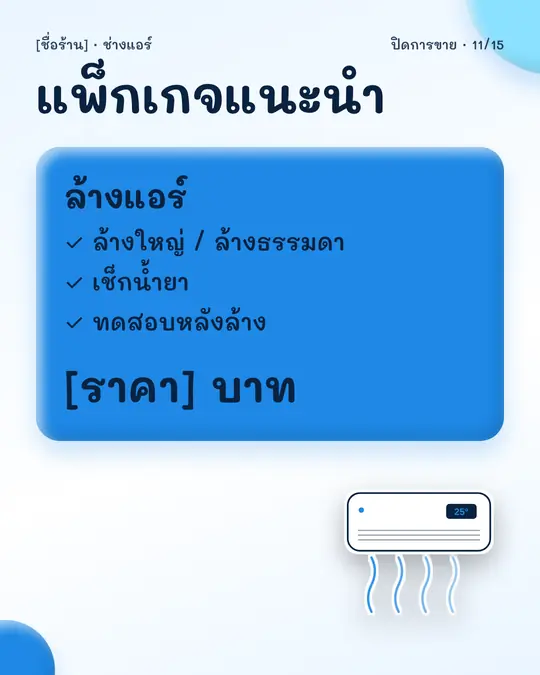 [ชื่อร้าน] · ช่างแอร์
ปิดการขาย · 11/15
แพ็กเกจแนะนำ
ล้างแอร์
✓ ล้างใหญ่ / ล้างธรรมดา
✓ เช็กน้ำยา
✓ ทดสอบหลังล้าง
[ราคา] บาท
25°